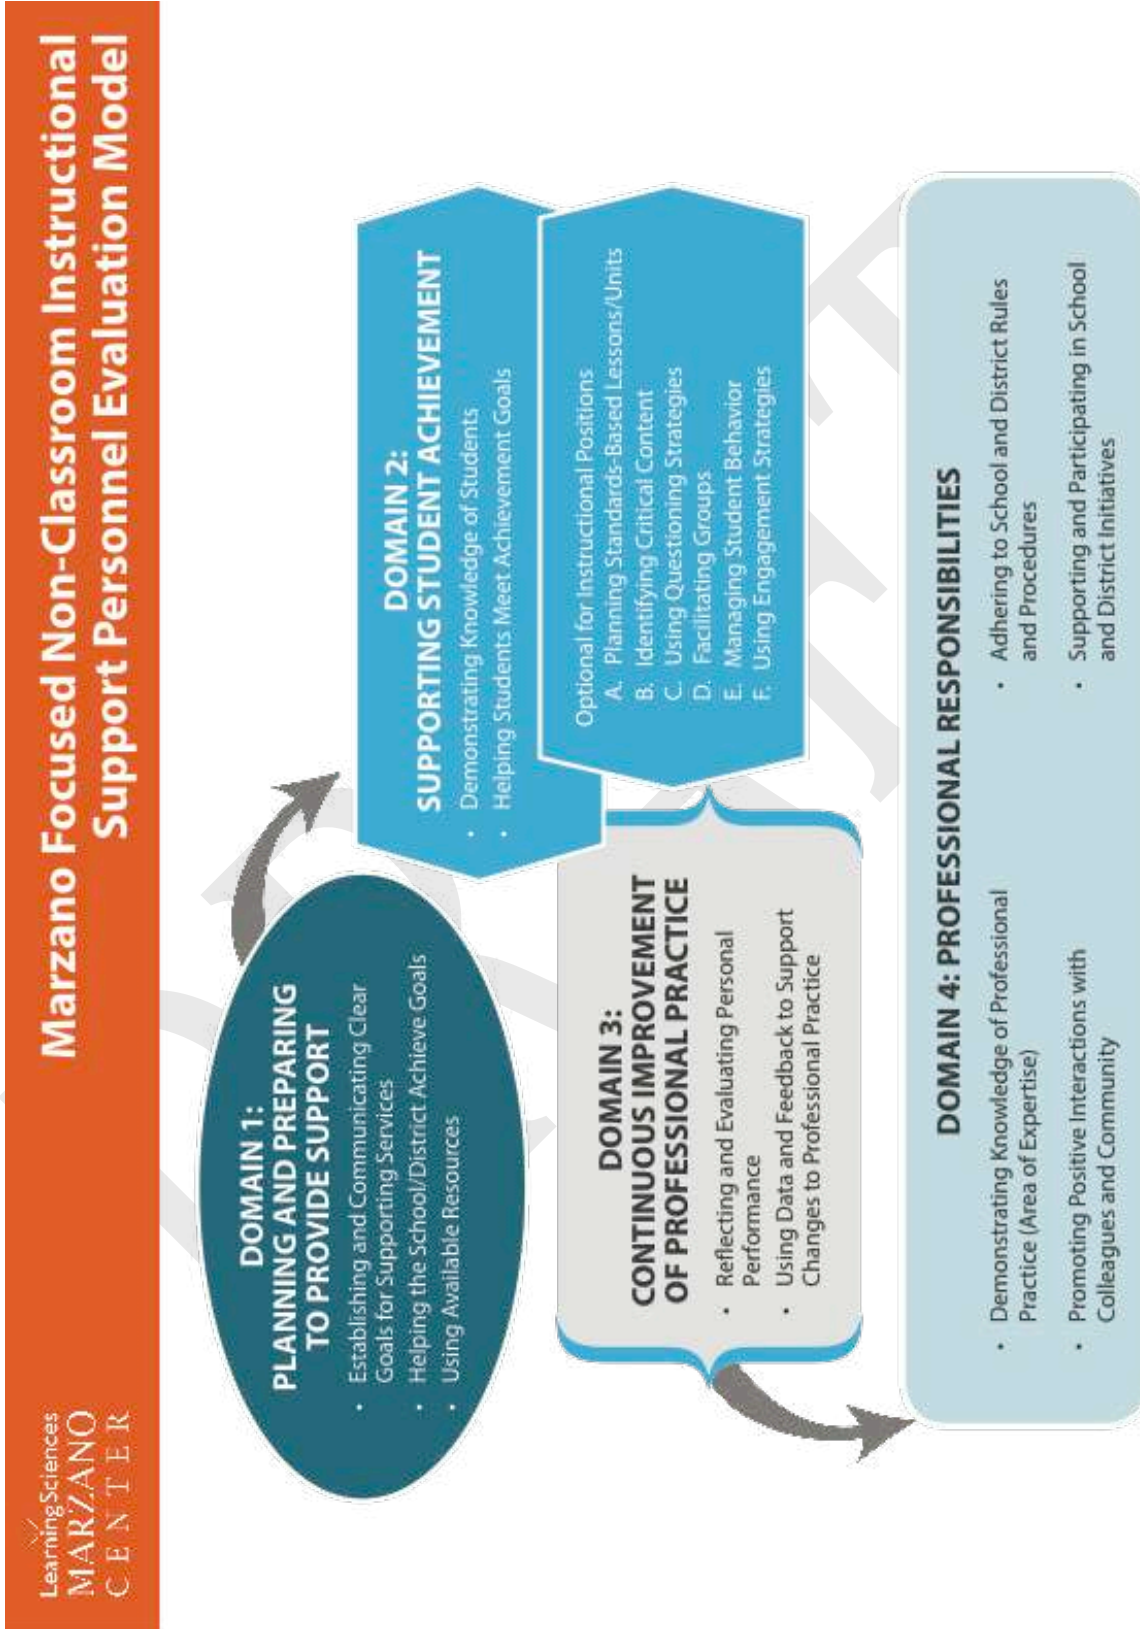 LearningSciences
MARZANO
CENTER
Marzano Focused Non-Classroom Instructional
Support Personnel Evaluation Model
DOMAIN 1:
PLANNING AND PREPARING
TO PROVIDE SUPPORT
• Establishing and Communicating Clear
Goals for Supporting Services
• Helping the School/District Achieve Goals
• Using Available Resources
DOMAIN 2:
SUPPORTING STUDENT ACHIEVEMENT
• Demonstrating Knowledge of Students
• Helping Students Meet Achievement Goals
Optional for Instructional Positions
A. Planning Standards-Based Lessons/Units
B. Identifying Critical Content
C. Using Questioning Strategies
D. Facilitating Groups
E. Managing Student Behavior
F. Using Engagement Strategies
DOMAIN 3:
CONTINUOUS IMPROVEMENT
OF PROFESSIONAL PRACTICE
• Reflecting and Evaluating Personal
Performance
• Using Data and Feedback to Support
Changes to Professional Practice
DOMAIN 4: PROFESSIONAL RESPONSIBILITIES
• Demonstrating Knowledge of Professional
Practice (Area of Expertise)
• Promoting Positive Interactions with
Colleagues and Community
• Adhering to School and District Rules
and Procedures
• Supporting and Participating in School
and District Initiatives
DRAFT